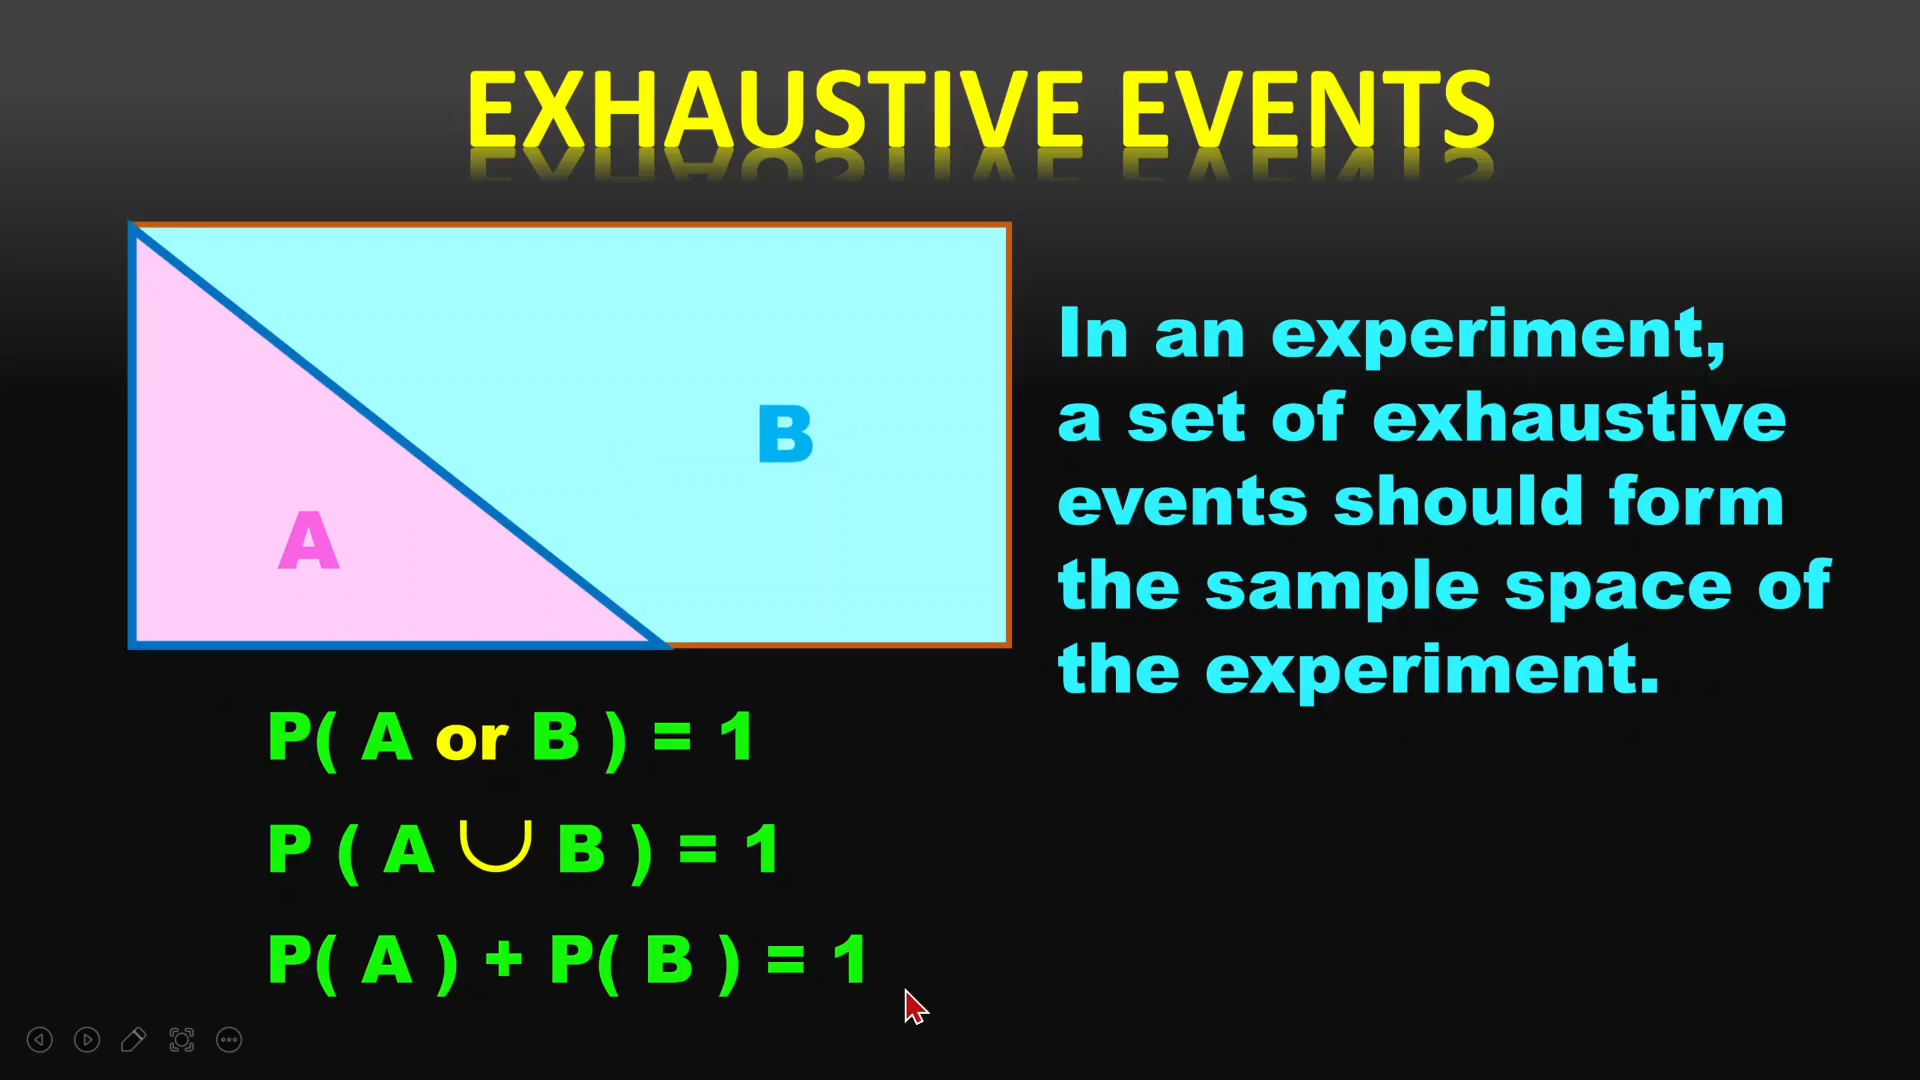 EXHAUSTIVE EVENTS
A
B
In an experiment,
a set of exhaustive
events should form
the sample space of
the experiment.
P( A or B ) = 1
P ( A ∪ B ) = 1
P( A ) + P( B ) = 1